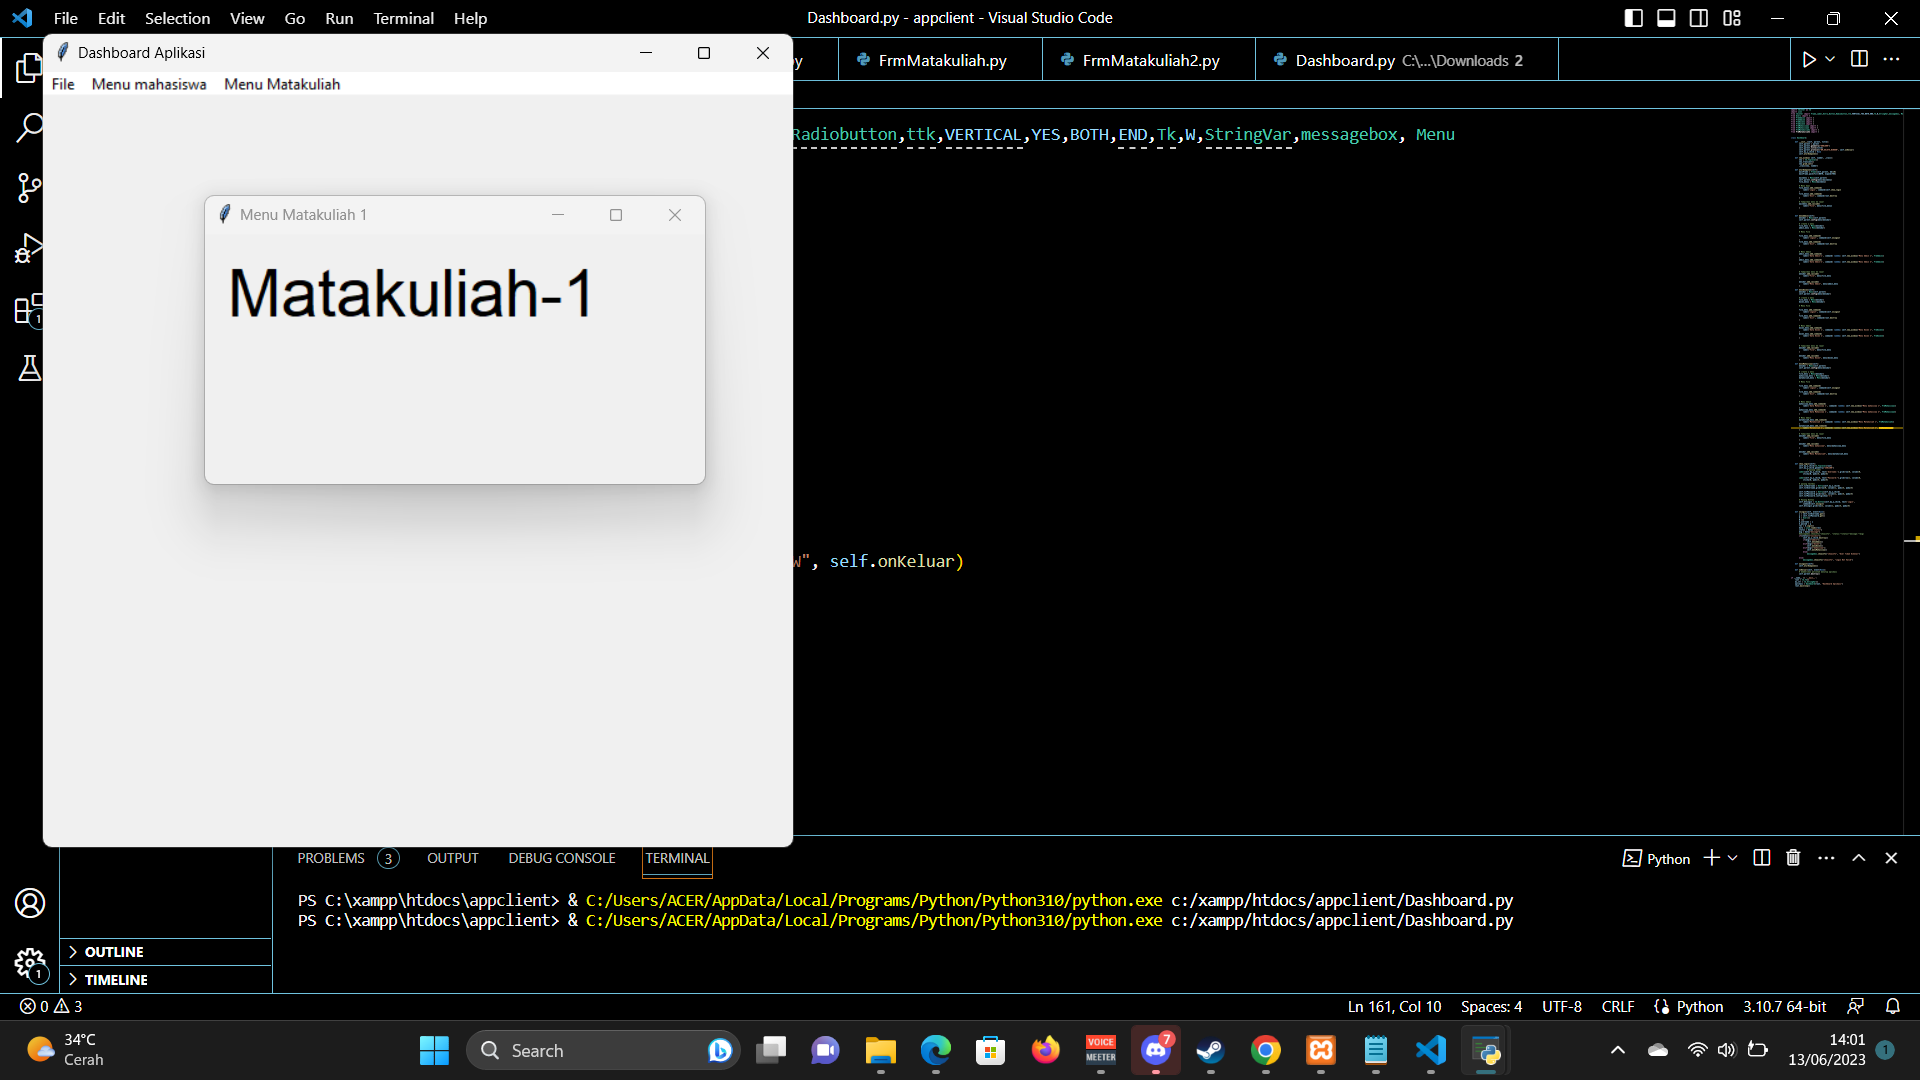 File Edit Selection View Go Run Terminal Help
Dashboard.py - appclient - Visual Studio Code
Dashboard Aplikasi
File Menu mahasiswa Menu Matakuliah
FrmMatakuliah.py
FrmMatakuliah2.py
Dashboard.py C:\...\Downloads 2
Radiobutton,ttk,VERTICAL,YES,BOTH,END,Tk,W,StringVar,messagebox, Menu
Menu Matakuliah 1
Matakuliah-1
W", self.onKeluar)
1
PROBLEMS 3 OUTPUT DEBUG CONSOLE TERMINAL
Python
PS C:\xampp\htdocs\appclient> & C:/Users/ACER/AppData/Local/Programs/Python/Python310/python.exe c:/xampp/htdocs/appclient/Dashboard.py
PS C:\xampp\htdocs\appclient> & C:/Users/ACER/AppData/Local/Programs/Python/Python310/python.exe c:/xampp/htdocs/appclient/Dashboard.py
OUTLINE
1
TIMELINE
0 3
Ln 161, Col 10 Spaces: 4 UTF-8 CRLF Python 3.10.7 64-bit
34°C
Cerah
Search
VOICE
MEETER
7
14:01
13/06/2023
1